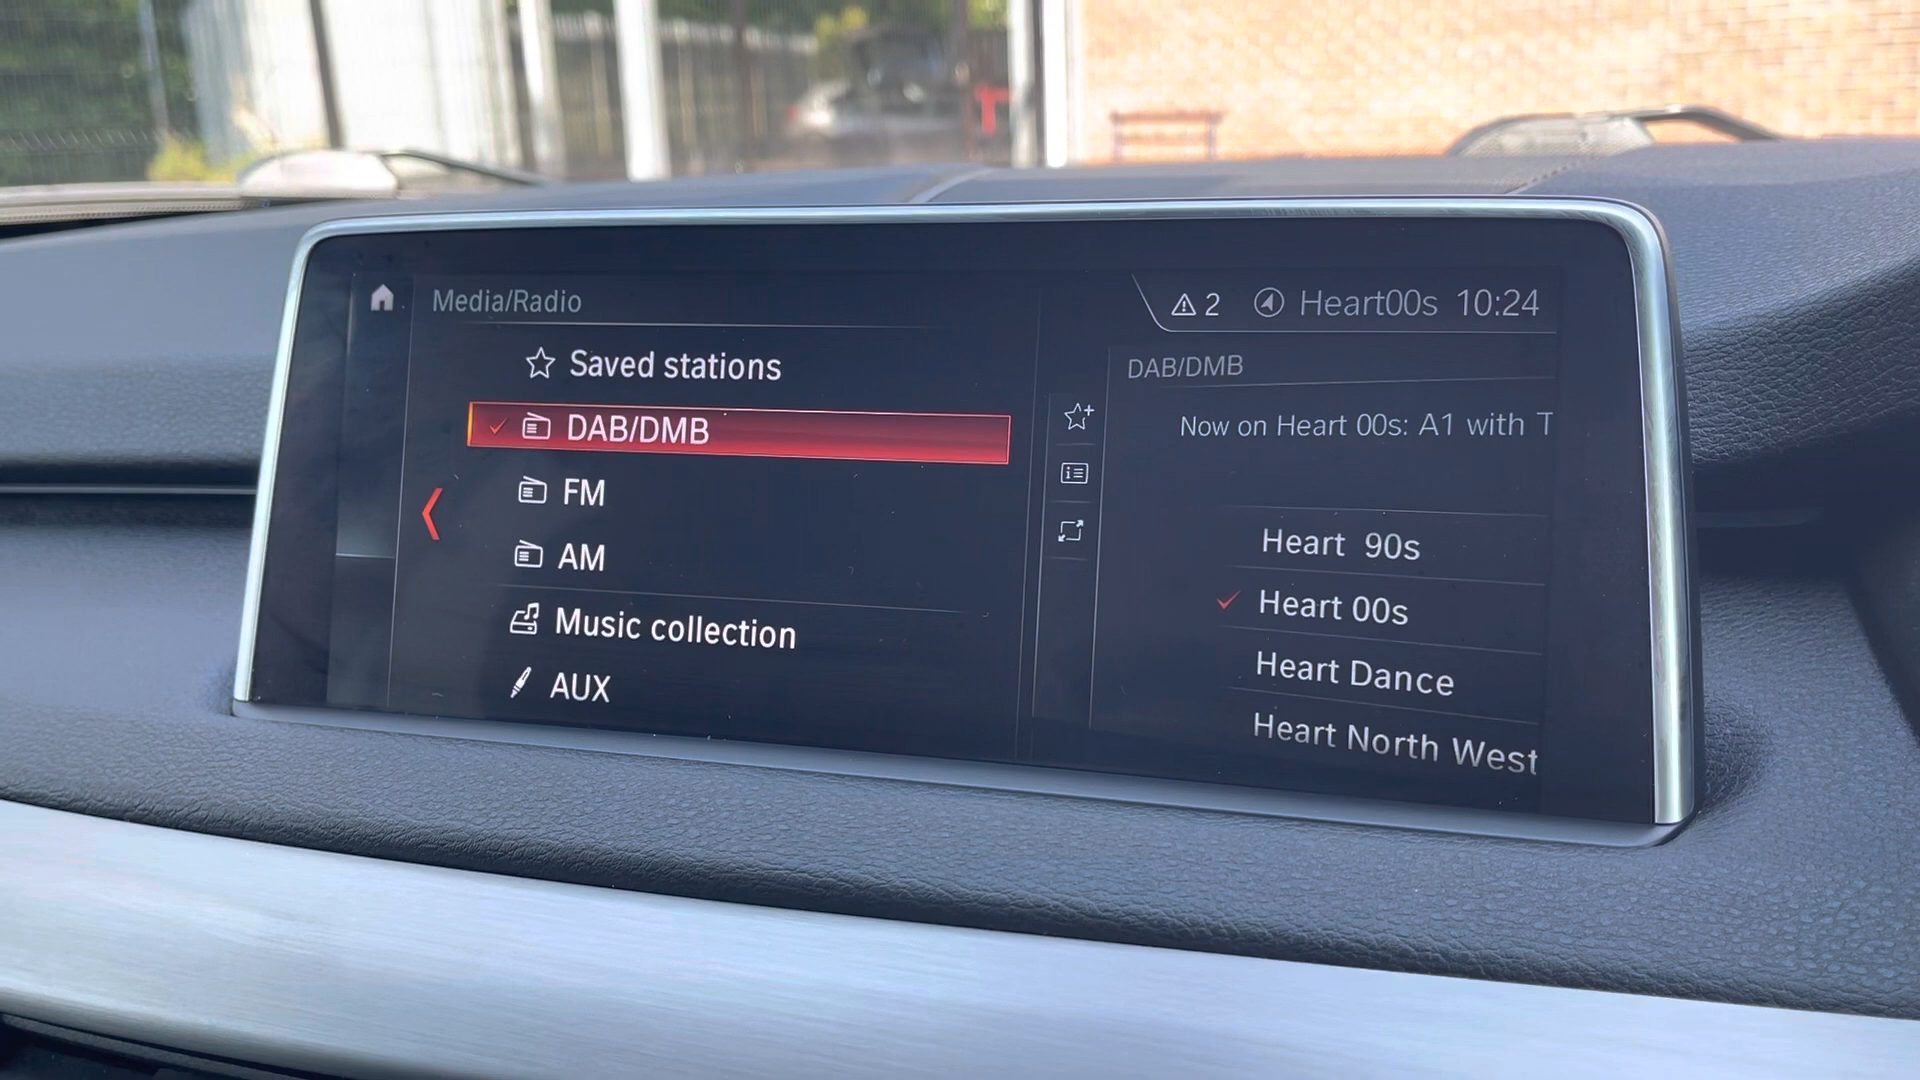 Media/Radio
2 Heart00s 10:24
Saved stations
DAB/DMB
FM
AM
Music collection
AUX
DAB/DMB
Now on Heart 00s: A1 with T
Heart 90s
Heart 00s
Heart Dance
Heart North West